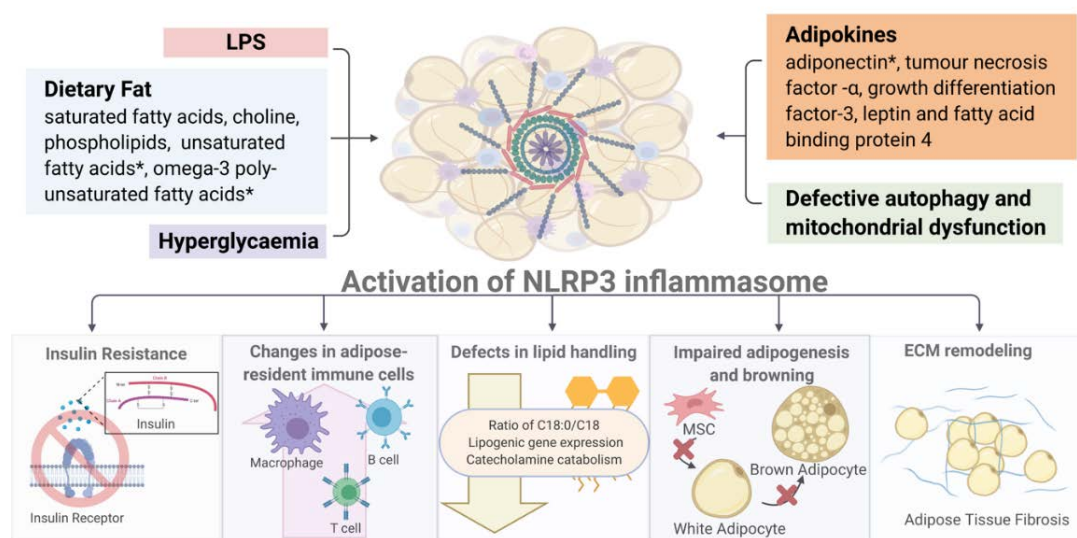 LPS
Dietary Fat
saturated fatty acids, choline,
phospholipids, unsaturated
fatty acids*, omega-3 poly-
unsaturated fatty acids*
Hyperglycaemia
Adipokines
adiponectin*, tumour necrosis
factor -α, growth differentiation
factor-3, leptin and fatty acid
binding protein 4
Defective autophagy and
mitochondrial dysfunction
Activation of NLRP3 inflammasome
Insulin Resistance
Insulin
Insulin Receptor
Changes in adipose-
resident immune cells
Macrophage
B cell
T cell
Defects in lipid handling
Ratio of C18:0/C18
Lipogenic gene expression
Catecholamine catabolism
Impaired adipogenesis
and browning
MSC
Brown Adipocyte
White Adipocyte
ECM remodeling
Adipose Tissue Fibrosis